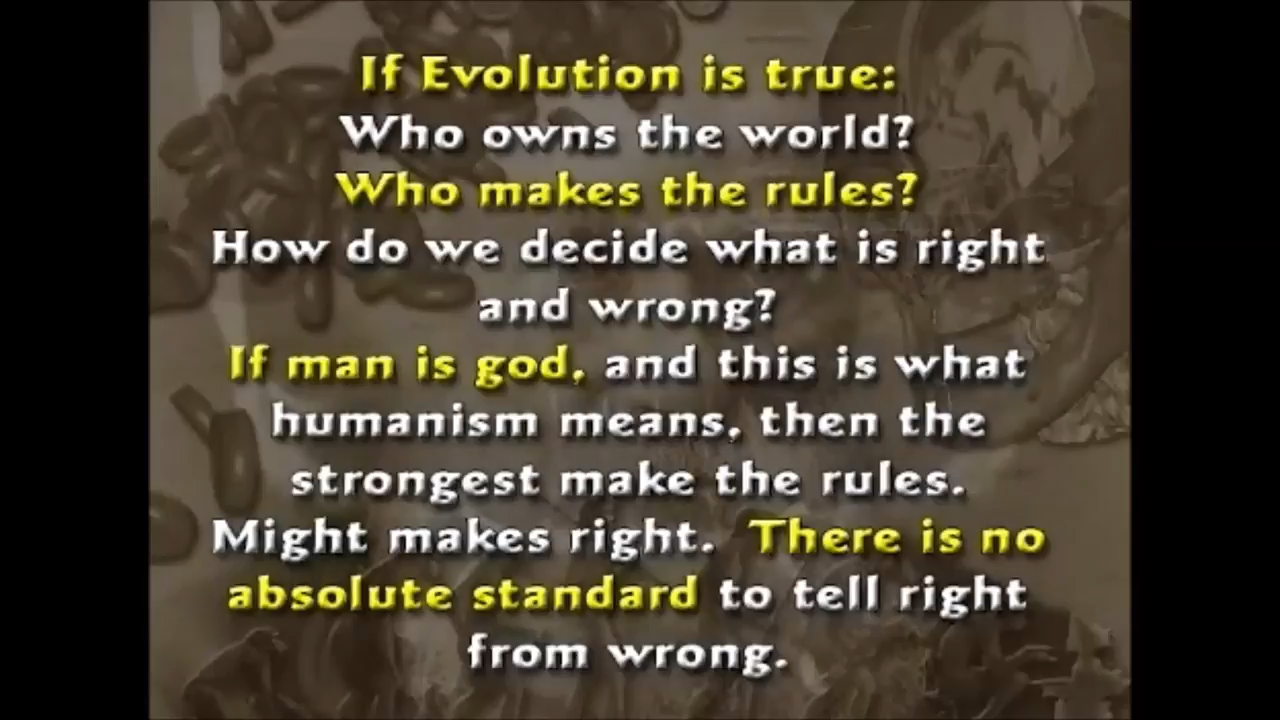 If Evolution is true:
Who owns the world?
Who makes the rules?
How do we decide what is right
and wrong?
If man is god, and this is what
humanism means, then the
strongest make the rules.
Might makes right. There is no
absolute standard to tell right
from wrong.